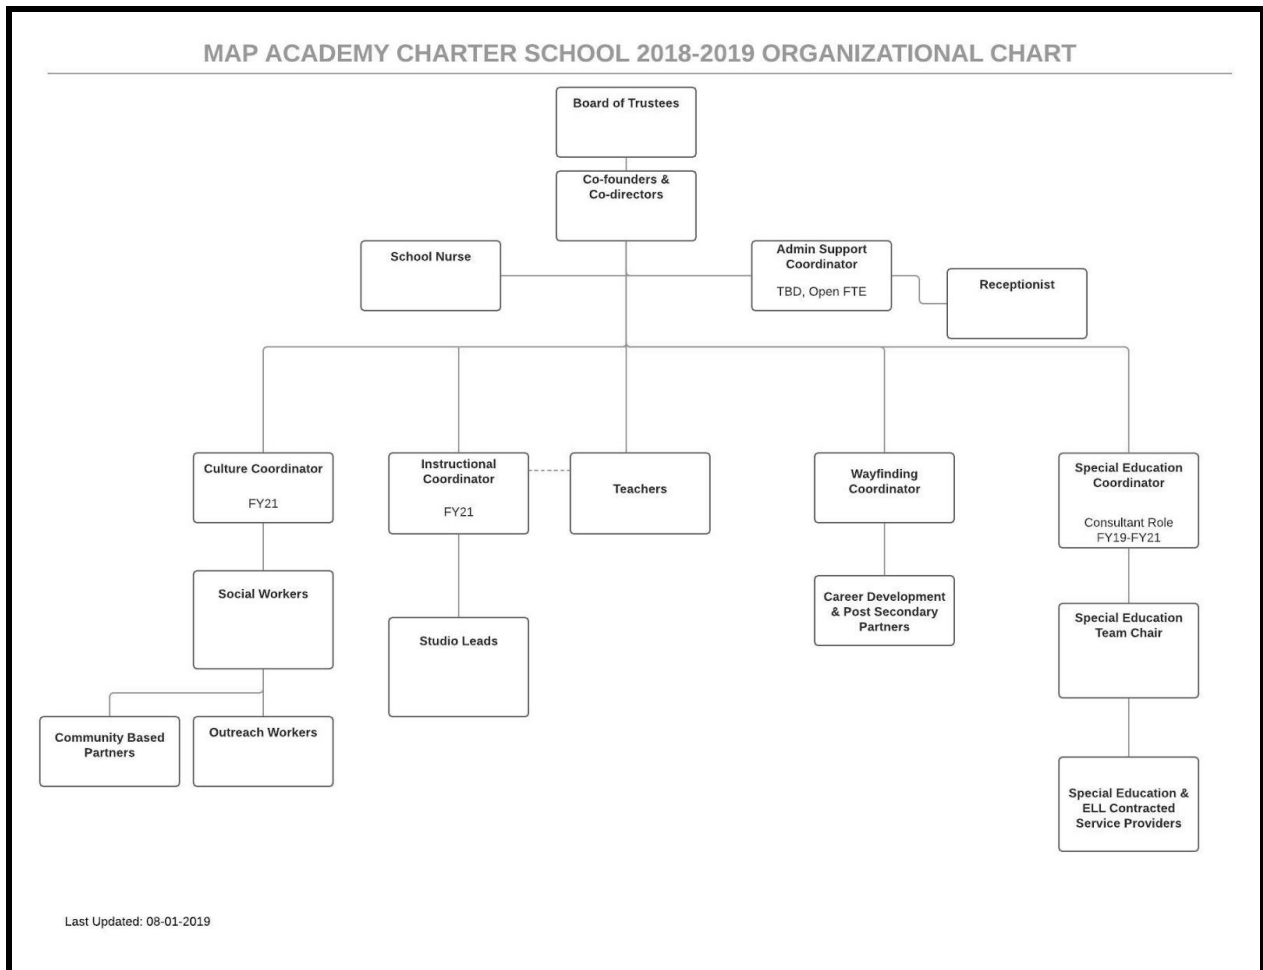 MAP ACADEMY CHARTER SCHOOL 2018-2019 ORGANIZATIONAL CHART
Board of Trustees
Co-founders &
Co-directors
School Nurse
Admin Support
Coordinator
TBD, Open FTE
Receptionist
Culture Coordinator
FY21
Instructional
Coordinator
FY21
Teachers
Wayfinding
Coordinator
Special Education
Coordinator
Consultant Role
FY19-FY21
Social Workers
Studio Leads
Career Development
& Post Secondary
Partners
Special Education
Team Chair
Community Based
Partners
Outreach Workers
Special Education &
ELL Contracted
Service Providers
Last Updated: 08-01-2019